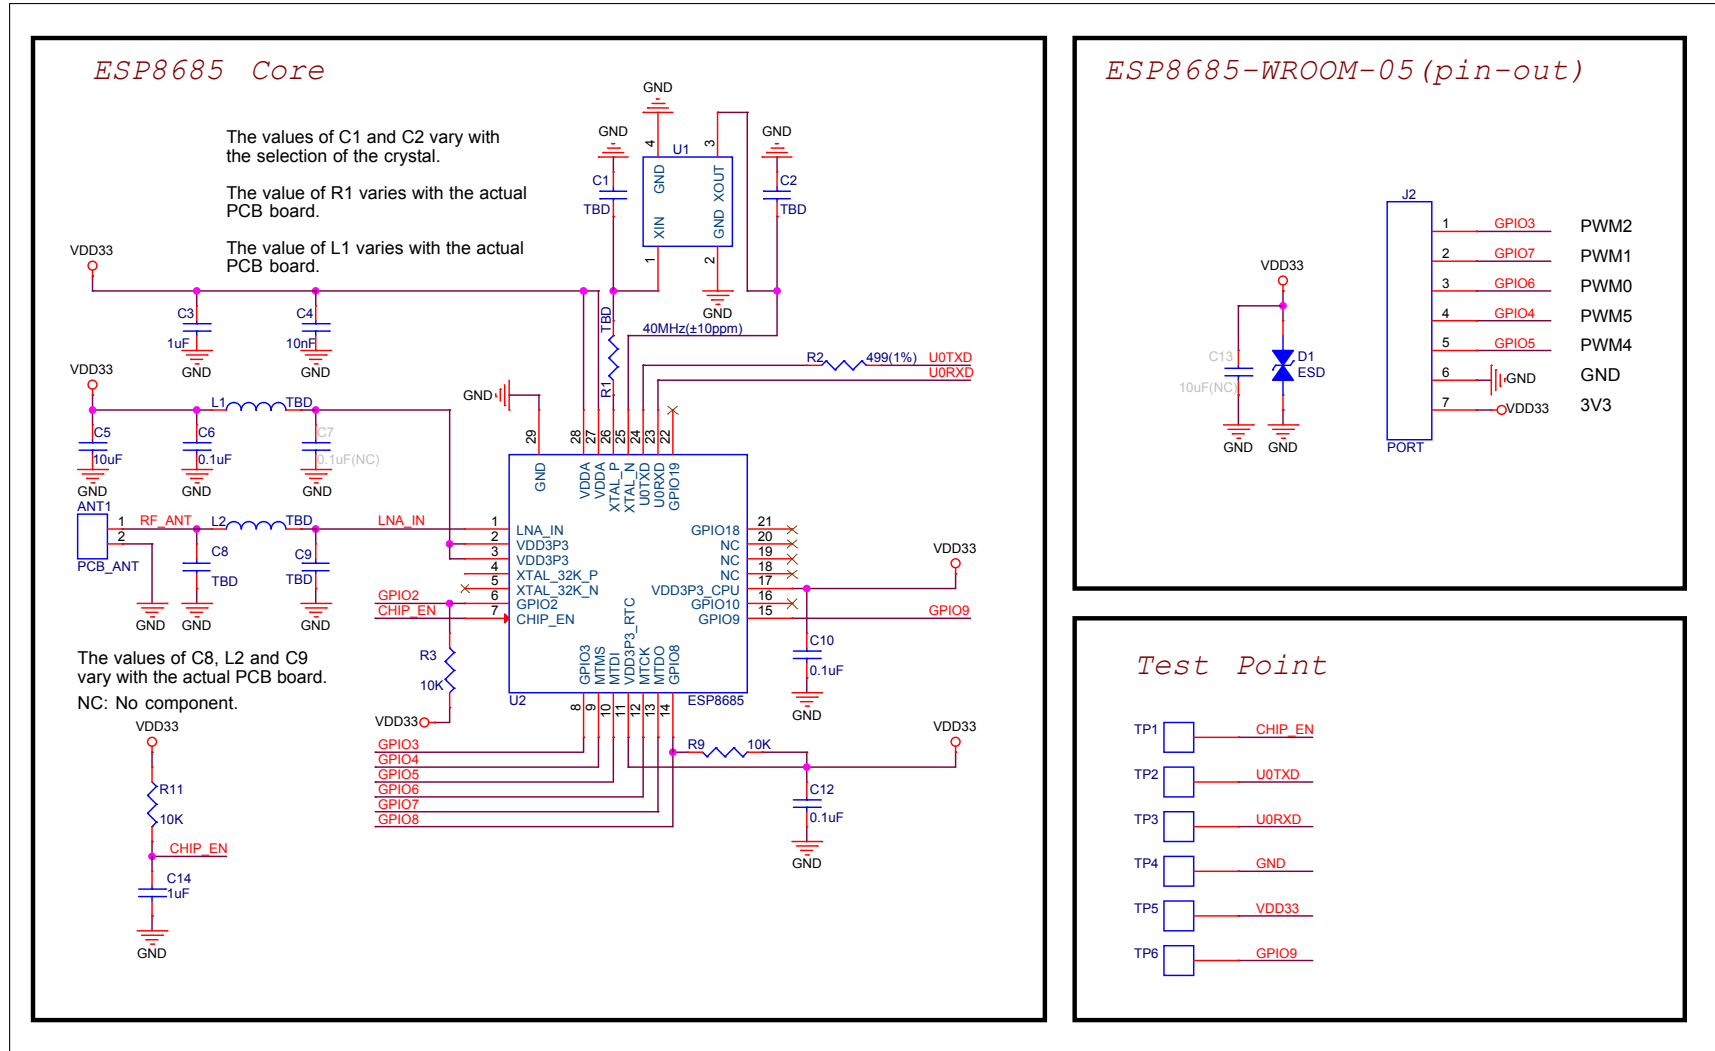 ESP8685 Core
The values of C1 and C2 vary with
the selection of the crystal.
The value of R1 varies with the actual
PCB board.
The value of L1 varies with the actual
PCB board.
GND
GND
GND
4
3
U1
C1
TBD
GND
XOUT
XIN
GND
C2
TBD
1
2
GND
VDD33
C3
1uF
GND
C4
10nF
GND
TBD
R1
40MHz(±10ppm)
R2
499(1%)
U0TXD
U0RXD
VDD33
L1
TBD
C5
10uF
GND
C6
0.1uF
GND
C7
0.1uF(NC)
GND
GND
29
28
27
26
25
24
23
22
GND
VDDA
VDDA
XTAL_P
XTAL_N
U0TXD
U0RXD
GPIO19
ANT1
1
2
PCB_ANT
RF_ANT
L2
TBD
LNA_IN
C8
TBD
C9
TBD
GND
GND
GND
1
LNA_IN
2
VDD3P3
3
VDD3P3
4
XTAL_32K_P
5
XTAL_32K_N
GPIO2
6
GPIO2
CHIP_EN
7
CHIP_EN
GPIO18
21
NC
20
NC
19
NC
18
VDD3P3_CPU
17
GPIO10
16
GPIO9
15
GPIO9
VDD33
C10
0.1uF
GND
GPIO3
MTMS
MTDI
VDD3P3_RTC
MTCK
MTDO
GPIO8
U2
ESP8685
8
9
10
11
12
13
14
R3
10K
VDD33
The values of C8, L2 and C9
vary with the actual PCB board.
NC: No component.
GPIO3
GPIO4
GPIO5
GPIO6
GPIO7
GPIO8
R9
10K
VDD33
C12
0.1uF
GND
VDD33
R11
10K
CHIP_EN
C14
1uF
GND
ESP8685-WROOM-05(pin-out)
VDD33
C13
10uF(NC)
D1
ESD
GND
GND
J2
1 GPIO3 PWM2
2 GPIO7 PWM1
3 GPIO6 PWM0
4 GPIO4 PWM5
5 GPIO5 PWM4
6 GND GND
7 VDD33 3V3
PORT
Test Point
TP1 CHIP_EN
TP2 U0TXD
TP3 U0RXD
TP4 GND
TP5 VDD33
TP6 GPIO9